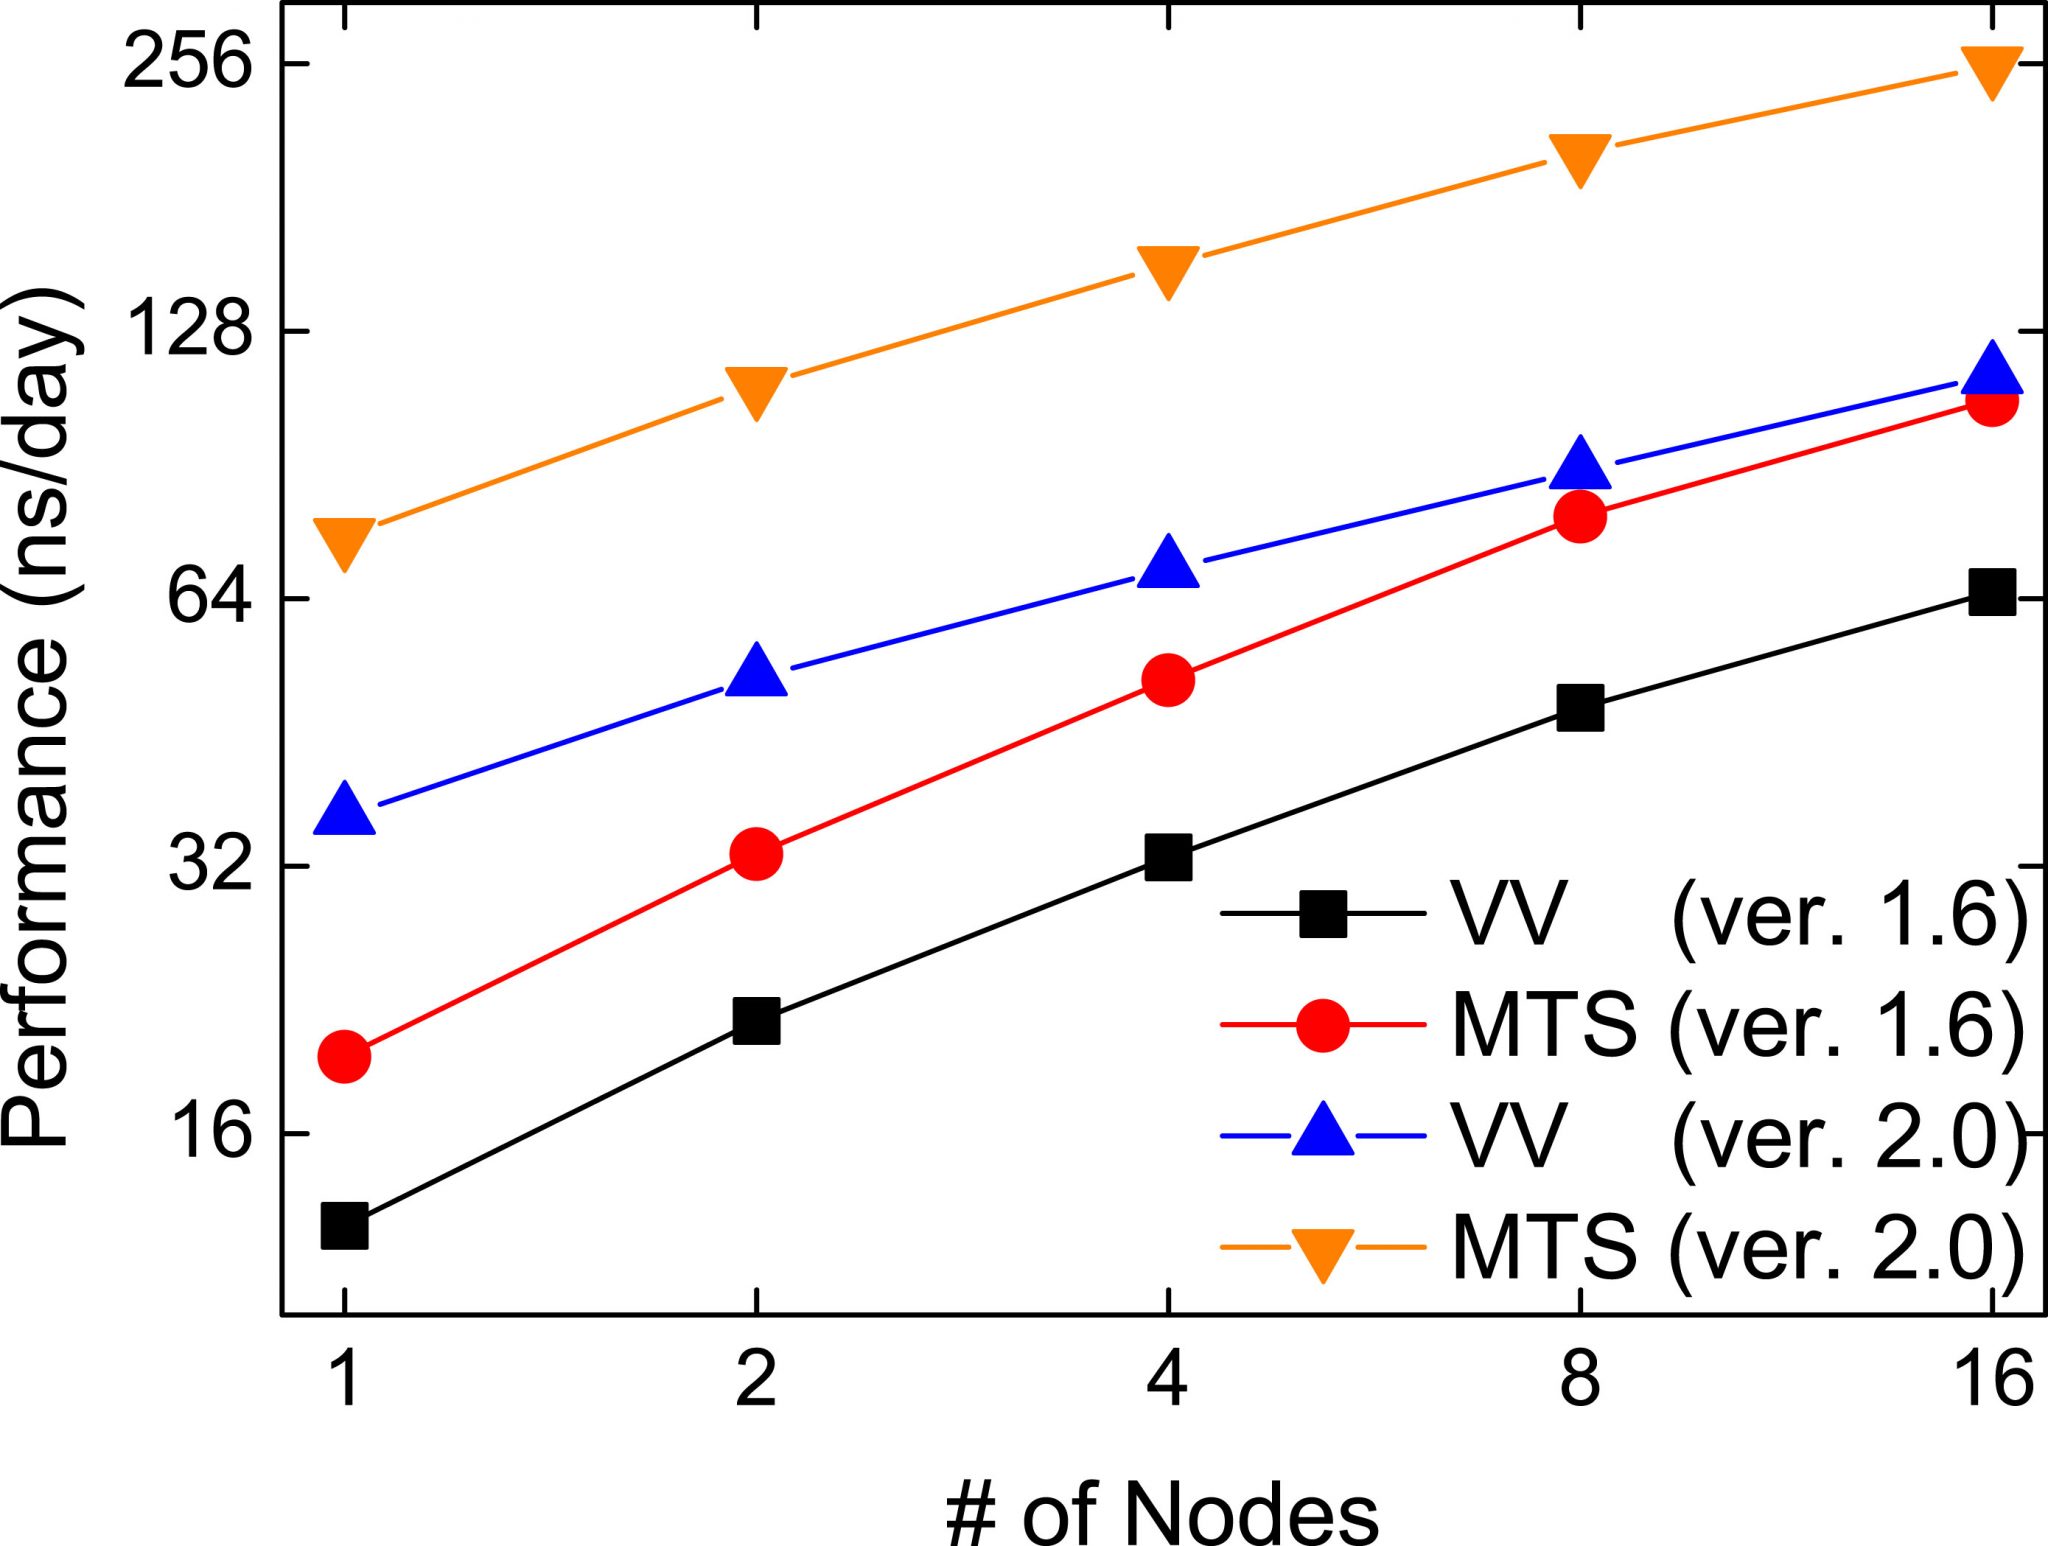 Performance (ns/day)
256
128
64
32
16
VV (ver. 1.6)
MTS (ver. 1.6)
VV (ver. 2.0)
MTS (ver. 2.0)
1 2 4 8 16
# of Nodes